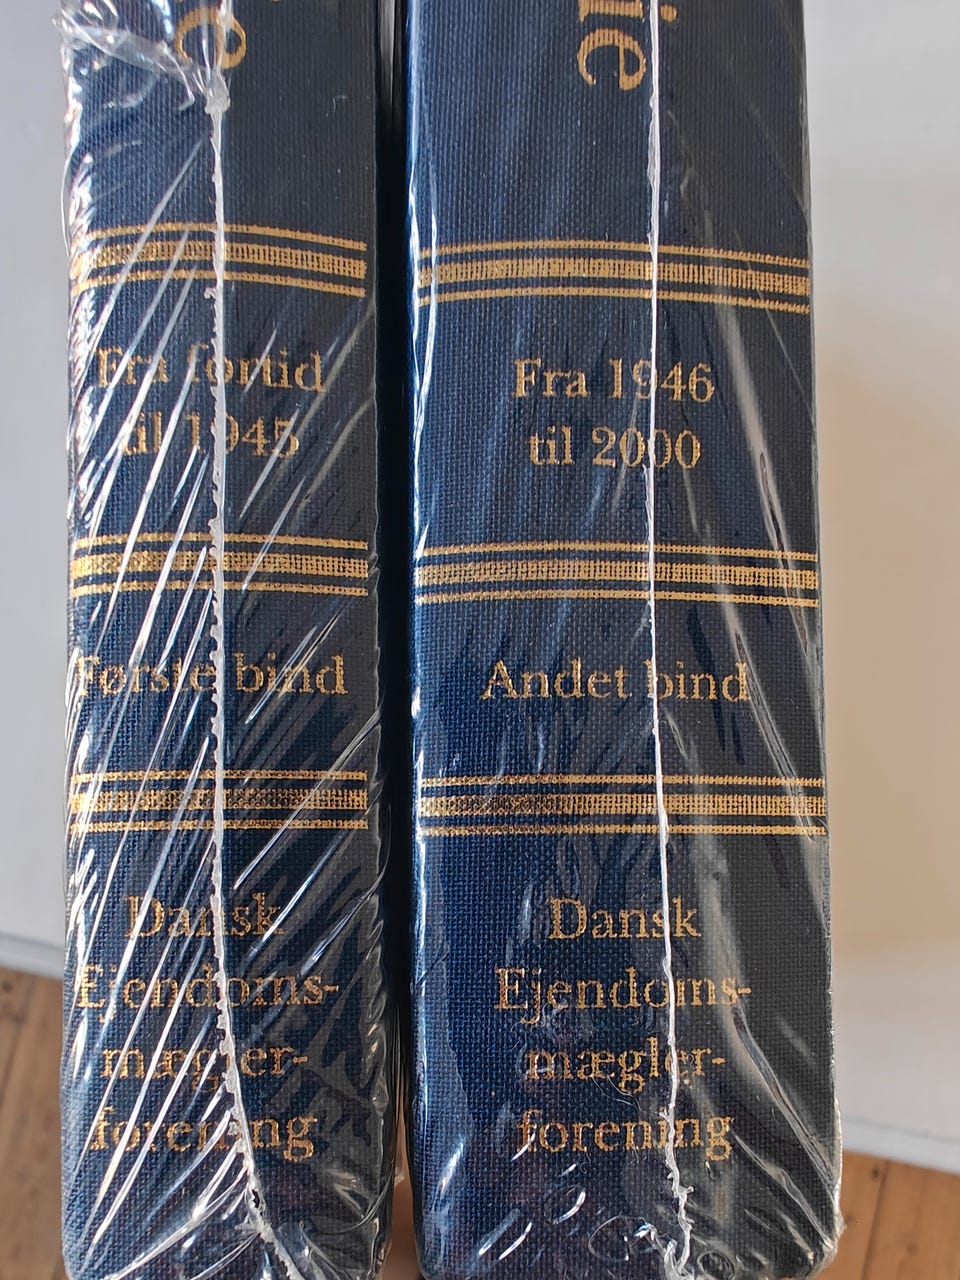 Fra fortid
til 1945
Første bind
Dansk
Ejendoms-
mægler-
forening
Fra 1946
til 2000
Andet bind
Dansk
Ejendoms-
mægler-
forening